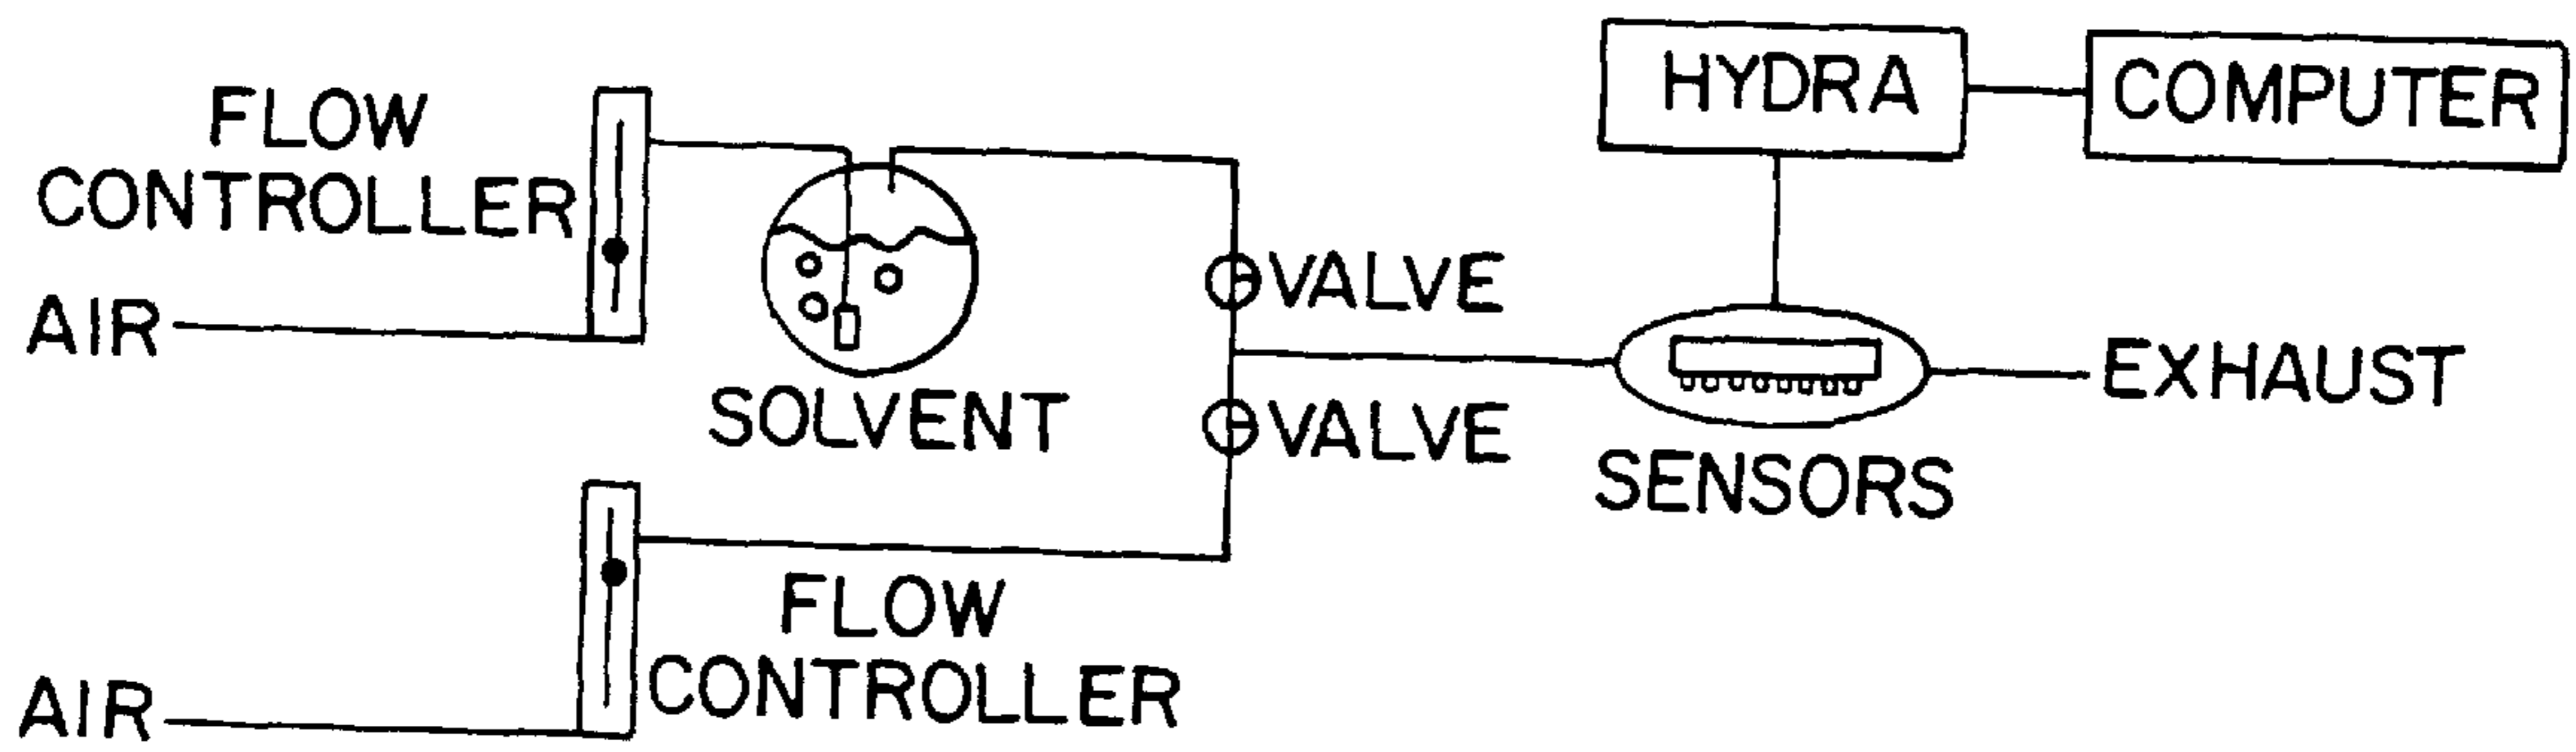 HYDRA
COMPUTER
FLOW
CONTROLLER
AIR
SOLVENT
VALVE
VALVE
SENSORS
EXHAUST
FLOW
CONTROLLER
AIR